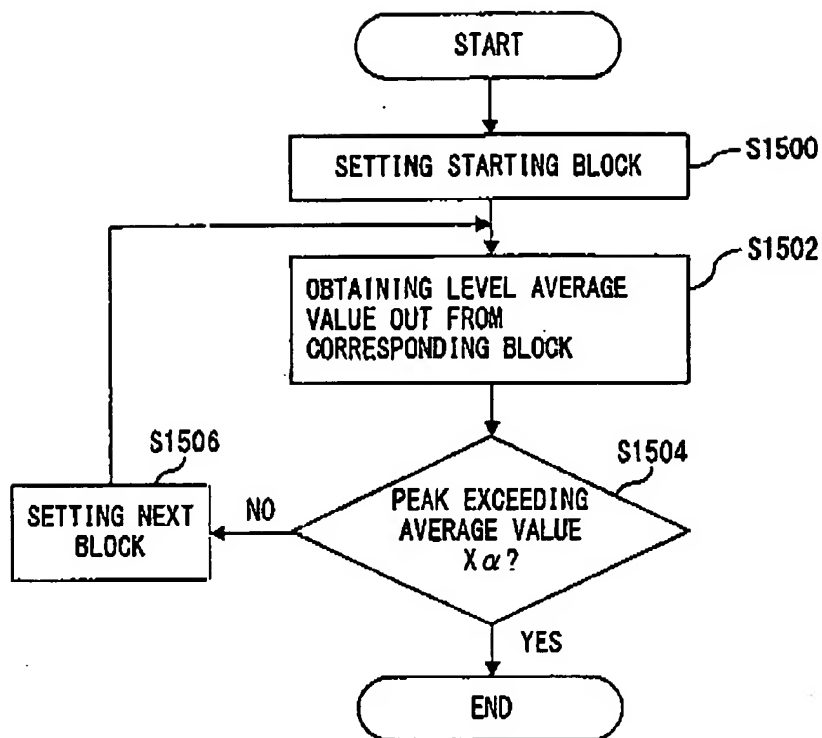 START
SETTING STARTING BLOCK
S1500
S1502
OBTAINING LEVEL AVERAGE
VALUE OUT FROM
CORRESPONDING BLOCK
S1506
S1504
SETTING NEXT
BLOCK
NO
PEAK EXCEEDING
AVERAGE VALUE
Xα?
YES
END